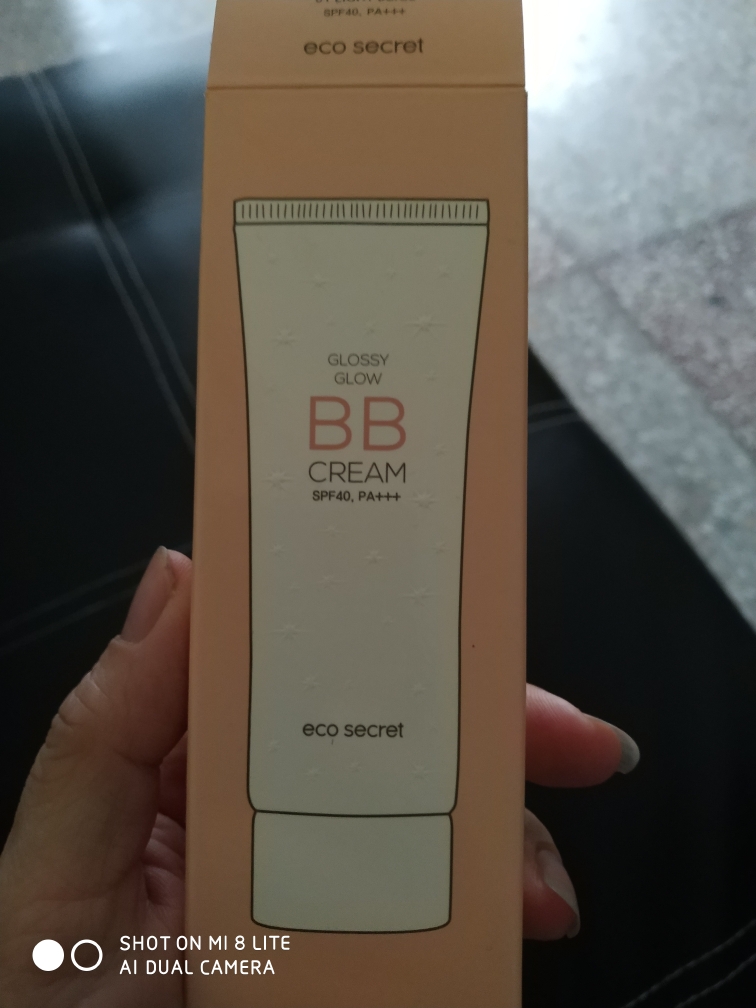 SPF40, PA+++
eco secret
GLOSSY
GLOW
BB
CREAM
SPF40, PA+++
eco secret
SHOT ON MI 8 LITE
AI DUAL CAMERA